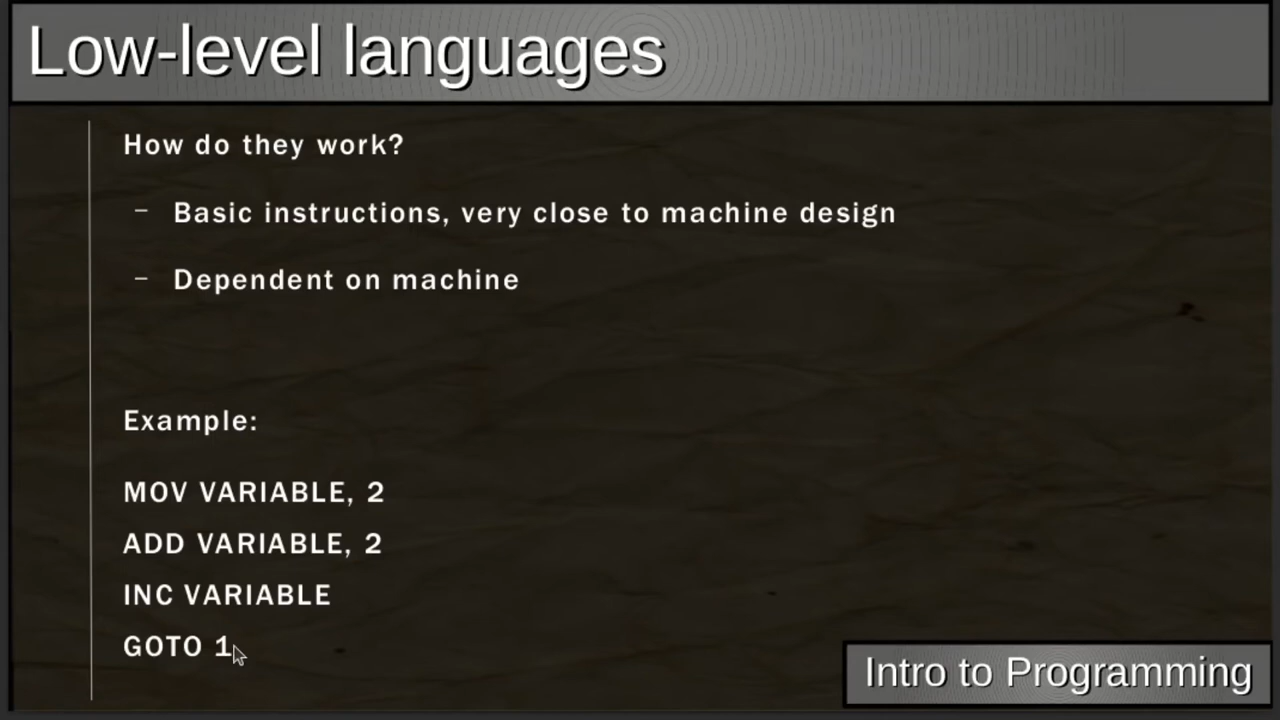 Low-level languages
How do they work?
– Basic instructions, very close to machine design
– Dependent on machine
Example:
MOV VARIABLE, 2
ADD VARIABLE, 2
INC VARIABLE
GOTO 1
Intro to Programming